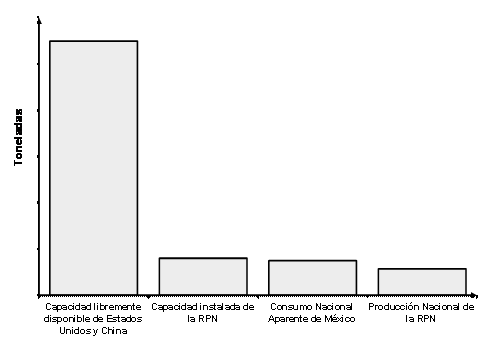 Toneladas
Capacidad libremente
disponible de Estados
Unidos y China
Capacidad instalada de
la RPN
Consumo Nacional
Aparente de México
Producción Nacional de
la RPN